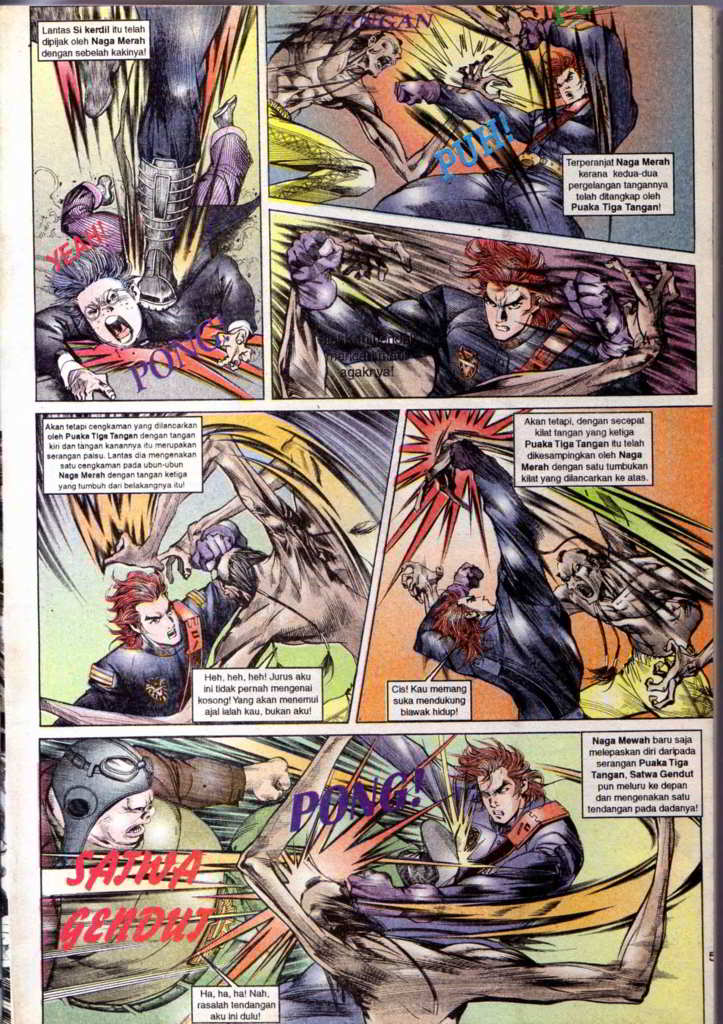 Lantas Si kerdil itu telah
dipijak oleh Naga Merah
dengan sebelah kakinya!
YEAH!
PONG!
TANGAN
PUH!
Terperanjat Naga Merah
kerana kedua-dua
pergelangan tangannya
telah ditangkap oleh
Puaka Tiga Tangan!
agaknya!
Akan tetapi cengkaman yang dilancarkan
oleh Puaka Tiga Tangan dengan tangan
kiri dan tangan kanannya itu merupakan
serangan palsu. Lantas dia mengenakan
satu cengkaman pada ubun-ubun
Naga Merah dengan tangan ketiga
yang tumbuh dari belakangnya itu!
Heh, heh, heh! Jurus aku
ini tidak pernah mengenai
kosong! Yang akan menemui
ajal ialah kau, bukan aku!
Akan tetapi, dengan secepat
kilat tangan yang ketiga
Puaka Tiga Tangan itu telah
dikesampingkan oleh Naga
Merah dengan satu tumbukan
kilat yang dilancarkan ke atas.
Cis! Kau memang
suka mendukung
biawak hidup!
Naga Mewah baru saja
melepaskan diri daripada
serangan Puaka Tiga
Tangan, Satwa Gendut
pun meluru ke depan
dan mengenakan satu
tendangan pada dadanya!
PONG!
SATWA
GENDUT
Ha, ha, ha! Nah,
rasalah tendangan
aku ini dulu!
5